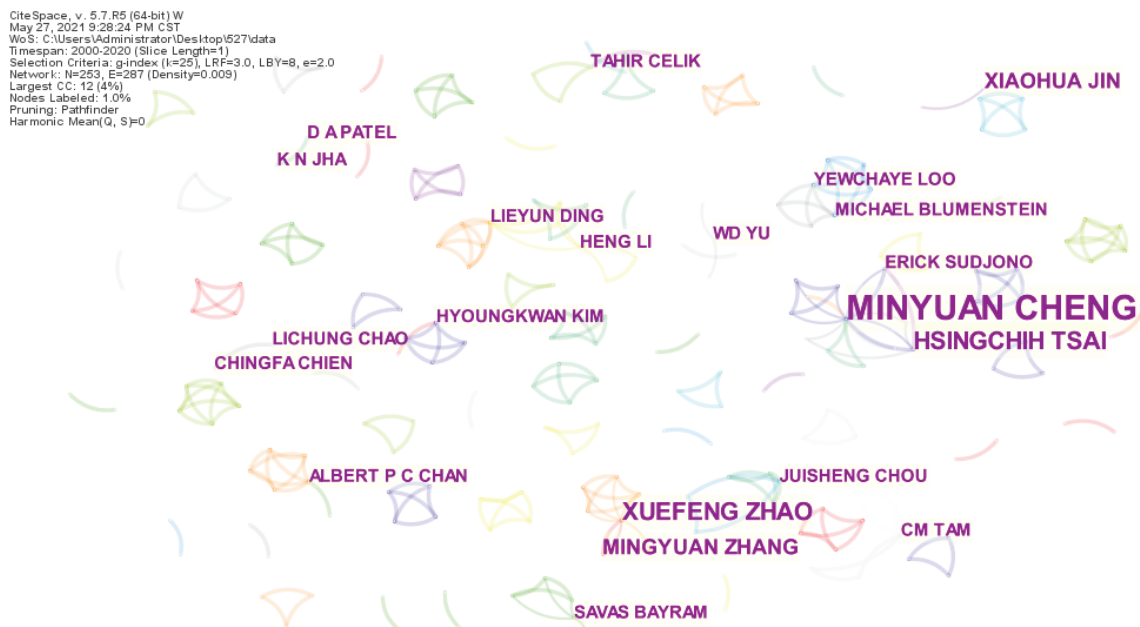 CiteSpace, v. 5.7.R5 (64-bit) W
May 27, 2021 9:28:24 PM CST
WoS: C:\Users\Administrator\Desktop\527\data
Timespan: 2000-2020 (Slice Length=1)
Selection Criteria: g-index (k=25), LRF=3.0, LBY=8, e=2.0
Network: N=253, E=287 (Density=0.009)
Largest CC: 12 (4%)
Nodes Labeled: 1.0%
Pruning: Pathfinder
Harmonic Mean(Q, S)=0
TAHIR CELIK
XIAOHUA JIN
D A PATEL
K N JHA
YEWCHAYE LOO
MICHAEL BLUMENSTEIN
LIEYUN DING
HENG LI
WD YU
ERICK SUDJONO
MINYUAN CHENG
HSINGCHIH TSAI
HYOUNGKWAN KIM
LICHUNG CHAO
CHINGFA CHIEN
ALBERT P C CHAN
JUISHENG CHOU
XUEFENG ZHAO
CM TAM
MINGYUAN ZHANG
SAVAS BAYRAM